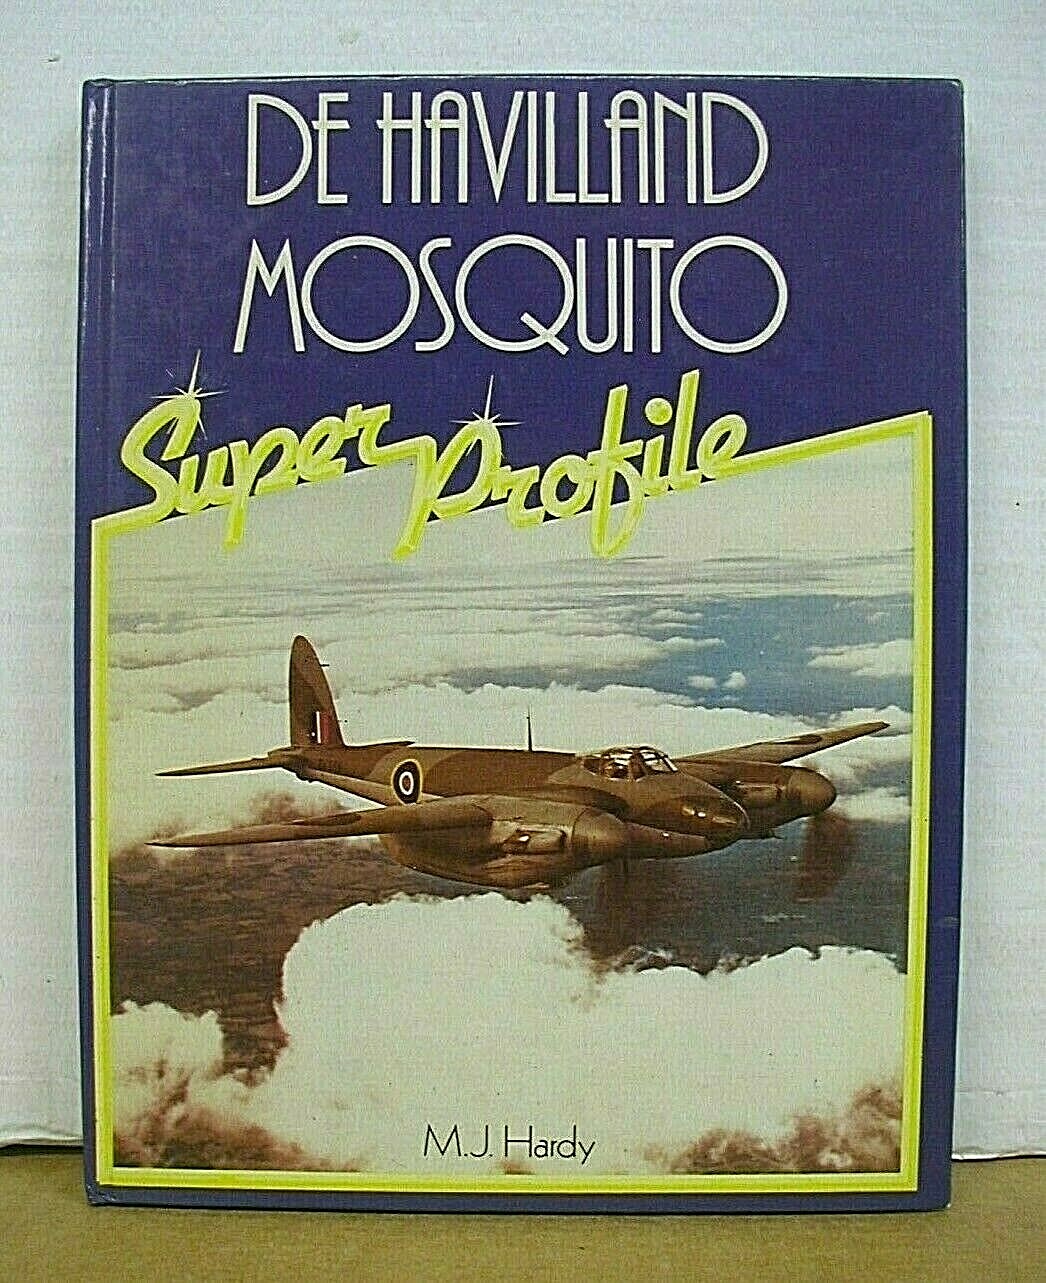 DE HAVILLAND
MOSQUITO
Super Profile
M.J. Hardy